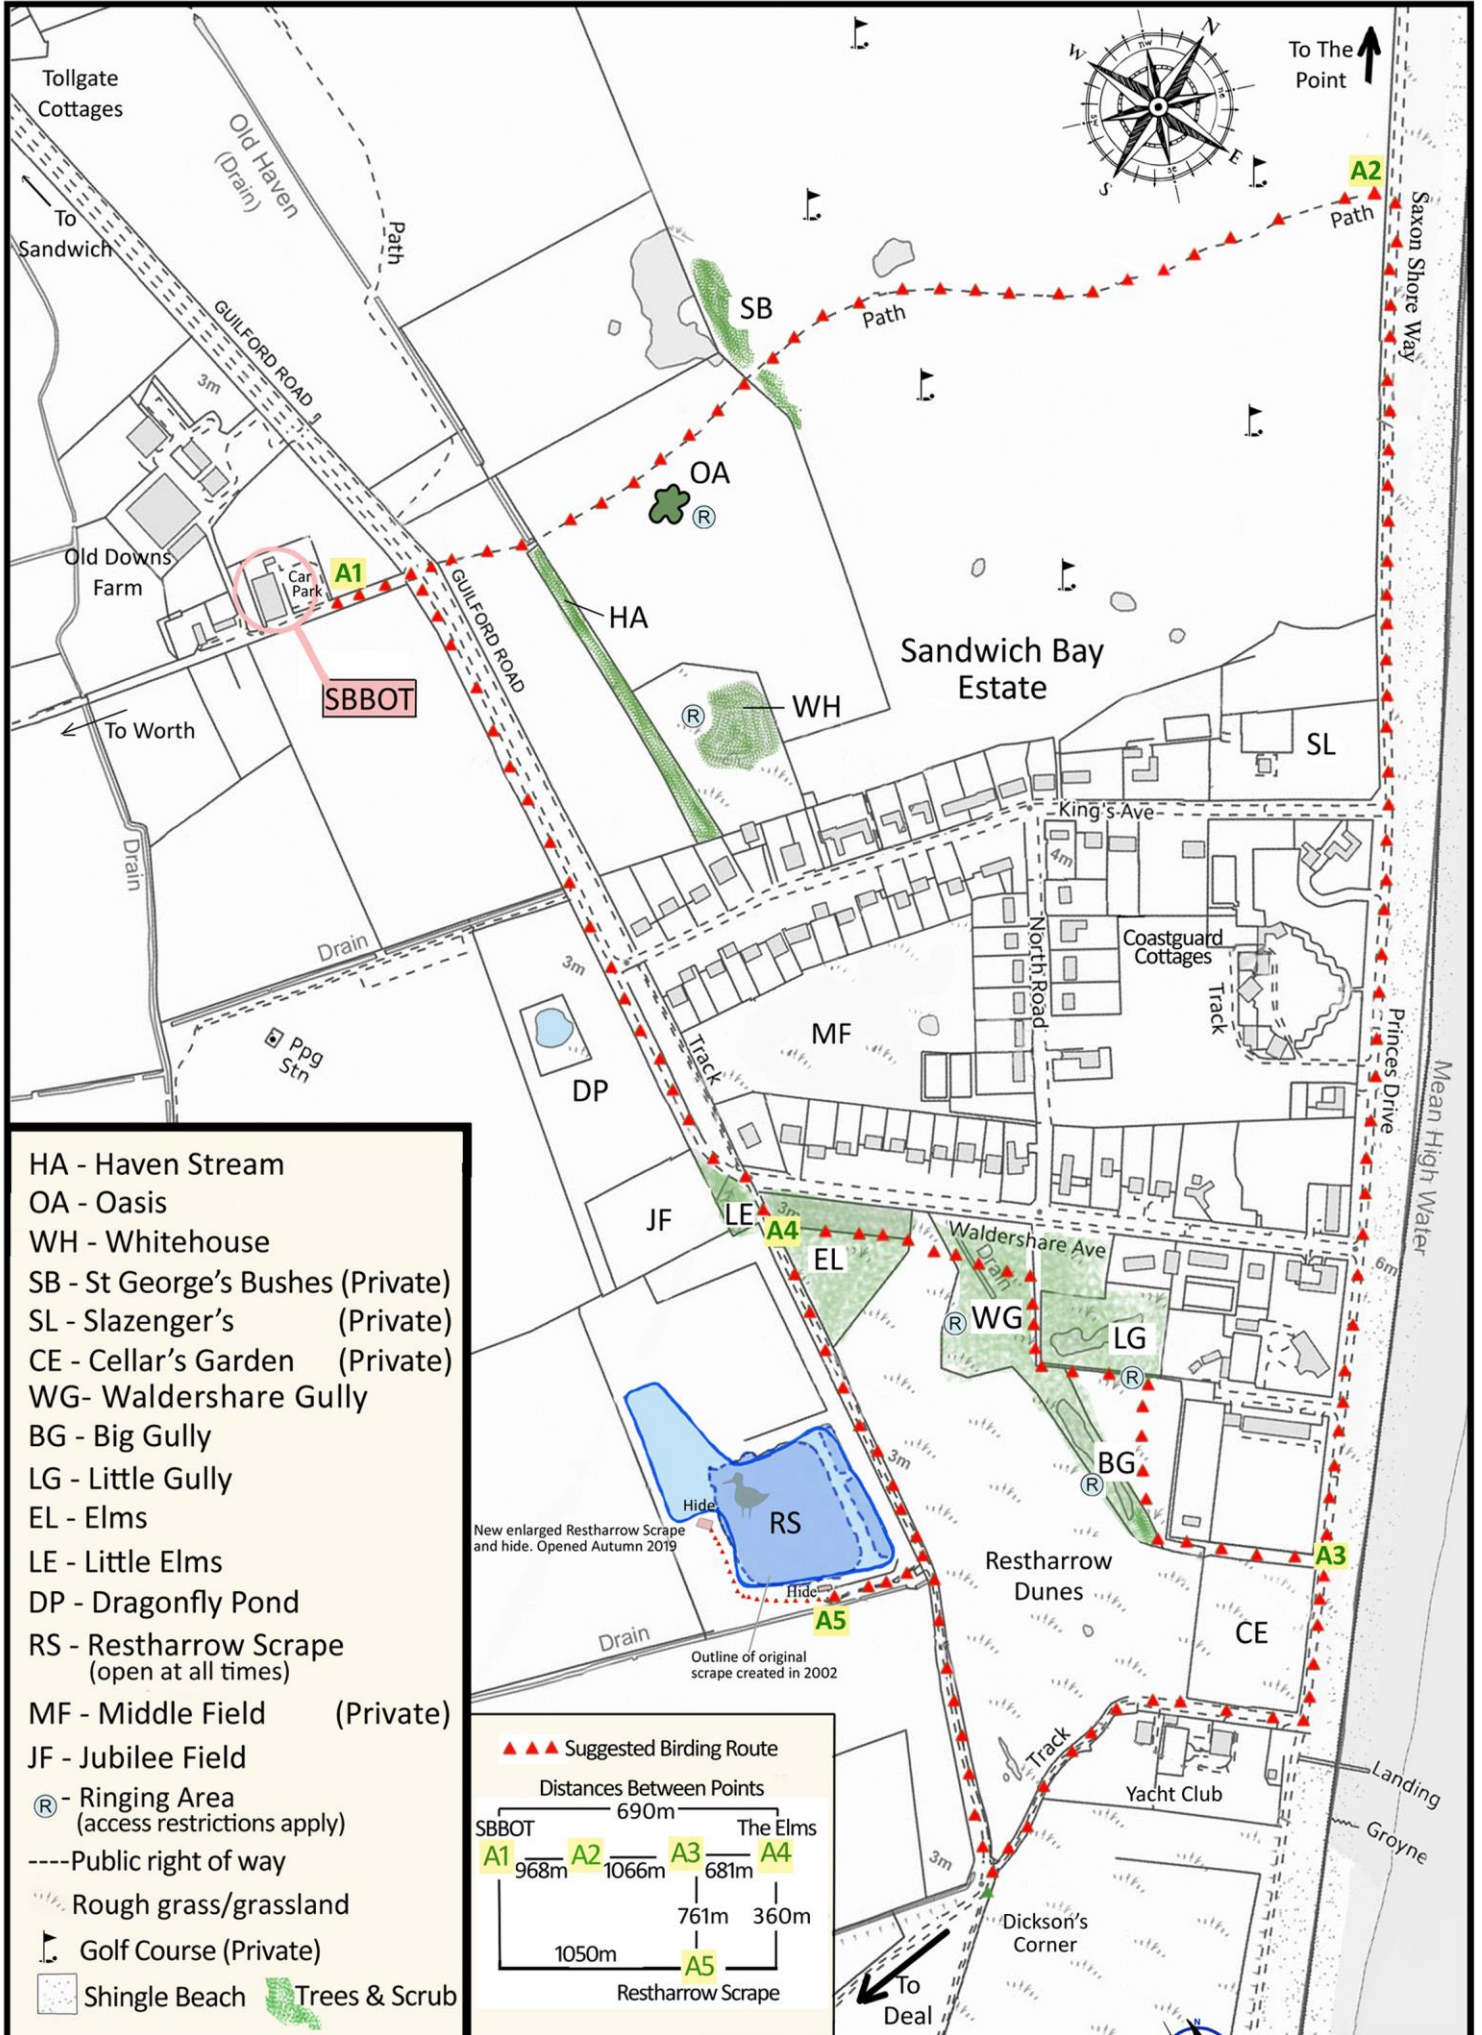 Tollgate
Cottages
To
Sandwich
Old Haven
(Drain)
Path
GUILFORD ROAD
3m
N
nw
W
ne
sw
E
se
S
To The
Point
A2
Path
Saxon Shore Way
SB
Path
OA
R
Old Downs
Farm
Car
Park
A1
GUILFORD ROAD
HA
SBBOT
To Worth
R
WH
Sandwich Bay
Estate
SL
King's Ave
4m
Drain
Drain
3m
North Road
Coastguard
Cottages
Track
Princes Drive
Mean High Water
Ppg
Stn
DP
Track
MF
JF
LE
3m
A4
EL
Waldershare Ave
Drain
6m
R
WG
LG
R
3m
BG
R
Hide
RS
New enlarged Restharrow Scrape
and hide. Opened Autumn 2019
Hide
A5
Drain
Outline of original
scrape created in 2002
Restharrow
Dunes
A3
CE
Track
Yacht Club
Landing
Groyne
3m
Dickson's
Corner
To
Deal
N
HA - Haven Stream
OA - Oasis
WH - Whitehouse
SB - St George's Bushes (Private)
SL - Slazenger's (Private)
CE - Cellar's Garden (Private)
WG- Waldershare Gully
BG - Big Gully
LG - Little Gully
EL - Elms
LE - Little Elms
DP - Dragonfly Pond
RS - Restharrow Scrape
(open at all times)
MF - Middle Field (Private)
JF - Jubilee Field
R - Ringing Area
(access restrictions apply)
----Public right of way
Rough grass/grassland
Golf Course (Private)
Shingle Beach Trees & Scrub
Suggested Birding Route
Distances Between Points
690m
SBBOT The Elms
A1 A2 A3 A4
968m 1066m 681m
761m 360m
1050m
A5
Restharrow Scrape